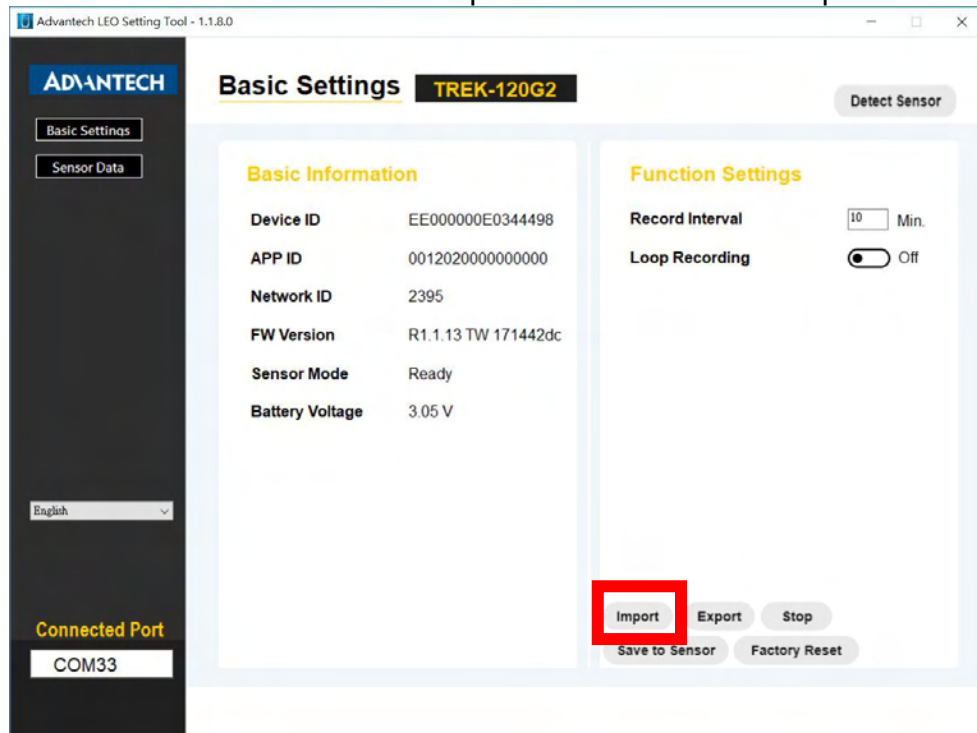 Advantech LEO Setting Tool - 1.1.8.0
ADVANTECH
Basic Settings TREK-120G2
Detect Sensor
Basic Settings
Sensor Data
Basic Information
Device ID EE000000E0344498
APP ID 0012020000000000
Network ID 2395
FW Version R1.1.13 TW 171442dc
Sensor Mode Ready
Battery Voltage 3.05 V
Function Settings
Record Interval 10 Min.
Loop Recording Off
English
Connected Port
COM33
Import Export Stop
Save to Sensor Factory Reset